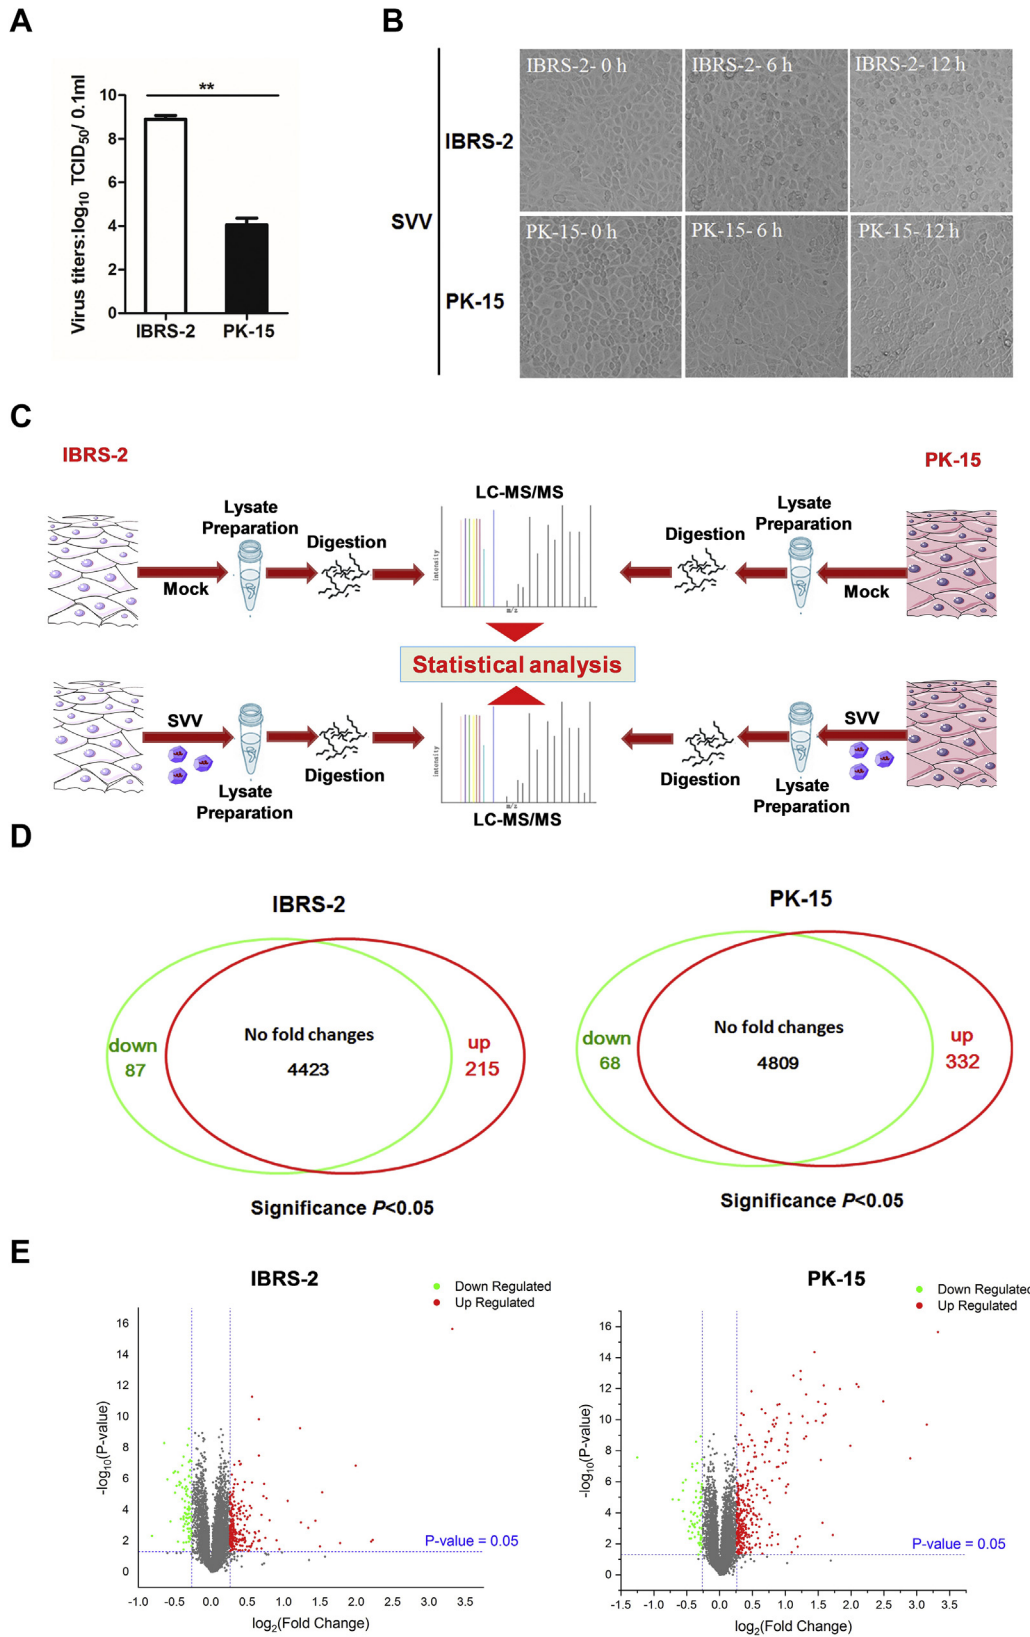 A
Virus titers:log10 TCID50/ 0.1ml
10
8
6
4
2
0
**
IBRS-2
PK-15
B
SVV
IBRS-2
PK-15
IBRS-2- 0 h
IBRS-2- 6 h
IBRS-2- 12 h
PK-15- 0 h
PK-15- 6 h
PK-15- 12 h
C
IBRS-2
PK-15
Lysate
Preparation
Mock
Digestion
LC-MS/MS
intensity
m/z
Digestion
Lysate
Preparation
Mock
Statistical analysis
SVV
Lysate
Preparation
Digestion
intensity
m/z
LC-MS/MS
Digestion
Lysate
Preparation
SVV
D
IBRS-2
down
87
No fold changes
4423
up
215
Significance P<0.05
PK-15
down
68
No fold changes
4809
up
332
Significance P<0.05
E
IBRS-2
Down Regulated
Up Regulated
-log10(P-value)
16
14
12
10
8
6
4
2
0
P-value = 0.05
-1.0 -0.5 0.0 0.5 1.0 1.5 2.0 2.5 3.0 3.5
log2(Fold Change)
PK-15
Down Regulated
Up Regulated
-log10(P-value)
16
14
12
10
8
6
4
2
0
P-value = 0.05
-1.5 -1.0 -0.5 0.0 0.5 1.0 1.5 2.0 2.5 3.0 3.5
log2(Fold Change)